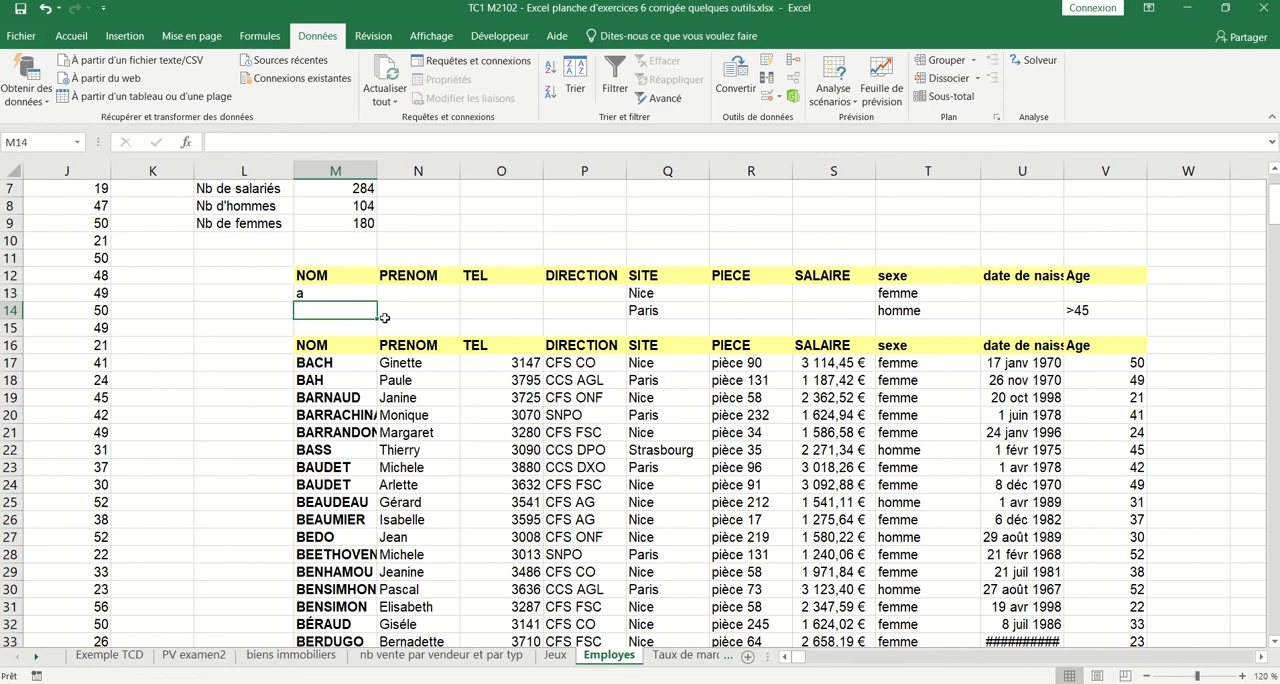 TC1 M2102 - Excel planche d'exercices 6 corrigée quelques outils.xlsx - Excel
Connexion
Fichier Accueil Insertion Mise en page Formules Données Révision Affichage Développeur Aide Dites-nous ce que vous voulez faire Partager
Obtenir des données
À partir d'un fichier texte/CSV
À partir du web
À partir d'un tableau ou d'une plage
Sources récentes
Connexions existantes
Récupérer et transformer des données
Actualiser tout
Requêtes et connexions
Propriétés
Modifier les liaisons
Requêtes et connexions
Trier
Filtrer
Effacer
Réappliquer
Avancé
Trier et filtrer
Convertir
Outils de données
Analyse scénarios
Feuille de prévision
Prévision
Grouper
Dissocier
Sous-total
Plan
Solveur
Analyse
M14 fx
J K L M N O P Q R S T U V W
7 19 Nb de salariés 284
8 47 Nb d'hommes 104
9 50 Nb de femmes 180
10 21
11 50
12 48 NOM PRENOM TEL DIRECTION SITE PIECE SALAIRE sexe date de naiss Age
13 49 a Nice femme
14 50 Paris homme >45
15 49
16 21 NOM PRENOM TEL DIRECTION SITE PIECE SALAIRE sexe date de naiss Age
17 41 BACH Ginette 3147 CFS CO Nice pièce 90 3 114,45 € femme 17 janv 1970 50
18 24 BAH Paule 3795 CCS AGL Paris pièce 131 1 187,42 € femme 26 nov 1970 49
19 45 BARNAUD Janine 3725 CFS ONF Nice pièce 58 2 362,52 € femme 20 oct 1998 21
20 42 BARRACHINA Monique 3070 SNPO Paris pièce 232 1 624,94 € femme 1 juin 1978 41
21 49 BARRANDON Margaret 3280 CFS FSC Nice pièce 34 1 586,58 € femme 24 janv 1996 24
22 31 BASS Thierry 3090 CCS DPO Strasbourg pièce 35 2 271,34 € homme 1 févr 1975 45
23 37 BAUDET Michele 3880 CCS DXO Paris pièce 96 3 018,26 € femme 1 avr 1978 42
24 30 BAUDET Arlette 3632 CFS FSC Nice pièce 91 3 092,88 € femme 8 déc 1970 49
25 52 BEAUDEAU Gérard 3541 CFS AG Nice pièce 212 1 541,11 € homme 1 avr 1989 31
26 38 BEAUMIER Isabelle 3595 CFS AG Nice pièce 17 1 275,64 € femme 6 déc 1982 37
27 52 BEDO Jean 3008 CFS ONF Nice pièce 219 1 580,22 € homme 29 août 1989 30
28 22 BEETHOVEN Michele 3013 SNPO Paris pièce 131 1 240,06 € femme 21 févr 1968 52
29 33 BENHAMOU Jeanine 3486 CFS CO Nice pièce 58 1 971,84 € femme 21 juil 1981 38
30 23 BENSIMHON Pascal 3636 CCS AGL Paris pièce 73 3 123,40 € homme 27 août 1967 52
31 56 BENSIMON Elisabeth 3287 CFS FSC Nice pièce 58 2 347,59 € femme 19 avr 1998 22
32 50 BÉRAUD Giséle 3141 CFS CO Nice pièce 245 1 624,02 € femme 8 juil 1986 33
33 26 BERDUGO Bernadette 3710 CFS FSC Nice pièce 64 2 658,19 € femme ########## 23
Exemple TCD PV examen2 biens immobiliers nb vente par vendeur et par typ Jeux Employes Taux de marc ...
Prêt 120 %